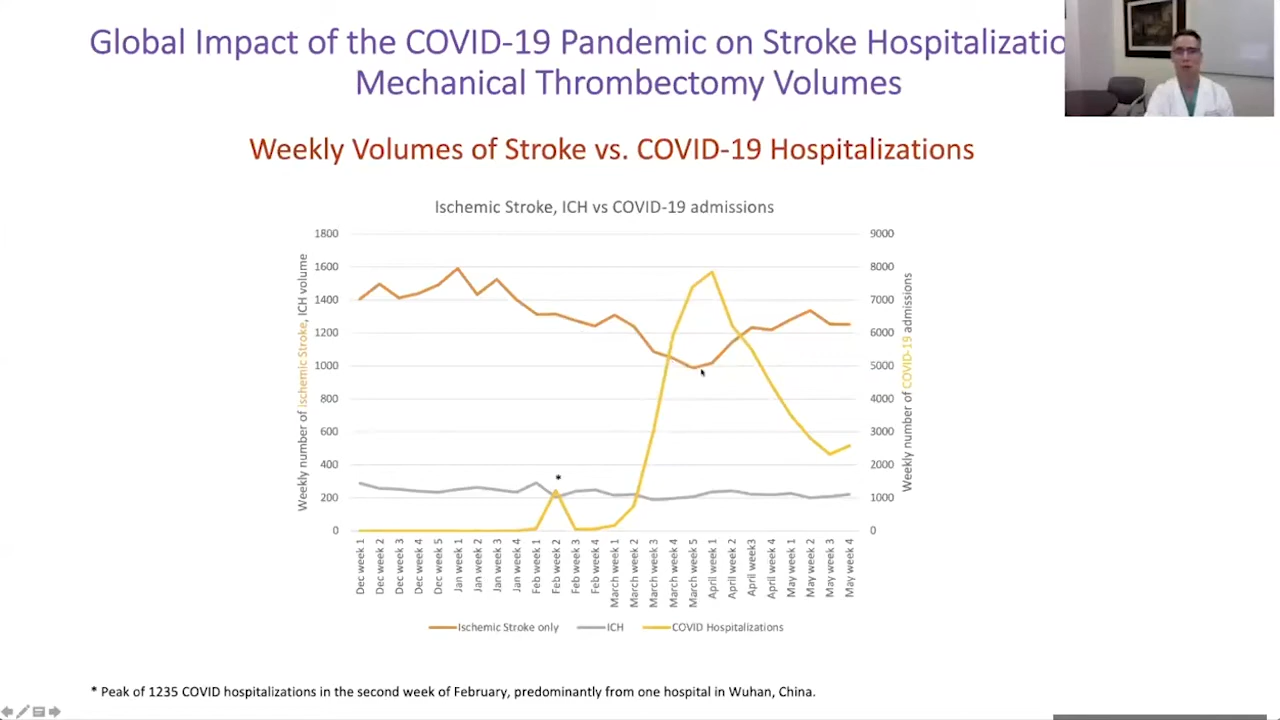 Global Impact of the COVID-19 Pandemic on Stroke Hospitalizatio
Mechanical Thrombectomy Volumes
Weekly Volumes of Stroke vs. COVID-19 Hospitalizations
Ischemic Stroke, ICH vs COVID-19 admissions
Weekly number of Ischemic Stroke, ICH volume
1800
1600
1400
1200
1000
800
600
400
200
0
9000
8000
7000
6000
5000
4000
3000
2000
1000
0
Weekly number of COVID-19 admissions
*
Dec week 1
Dec week 2
Dec week 3
Dec week 4
Dec week 5
Jan week 1
Jan week 2
Jan week 3
Jan week 4
Feb week 1
Feb week 2
Feb week 3
Feb week 4
March week 1
March week 2
March week 3
March week 4
March week 5
April week 1
April week 2
April week3
April week 4
May week 1
May week 2
May week 3
May week 4
Ischemic Stroke only
ICH
COVID Hospitalizations
* Peak of 1235 COVID hospitalizations in the second week of February, predominantly from one hospital in Wuhan, China.